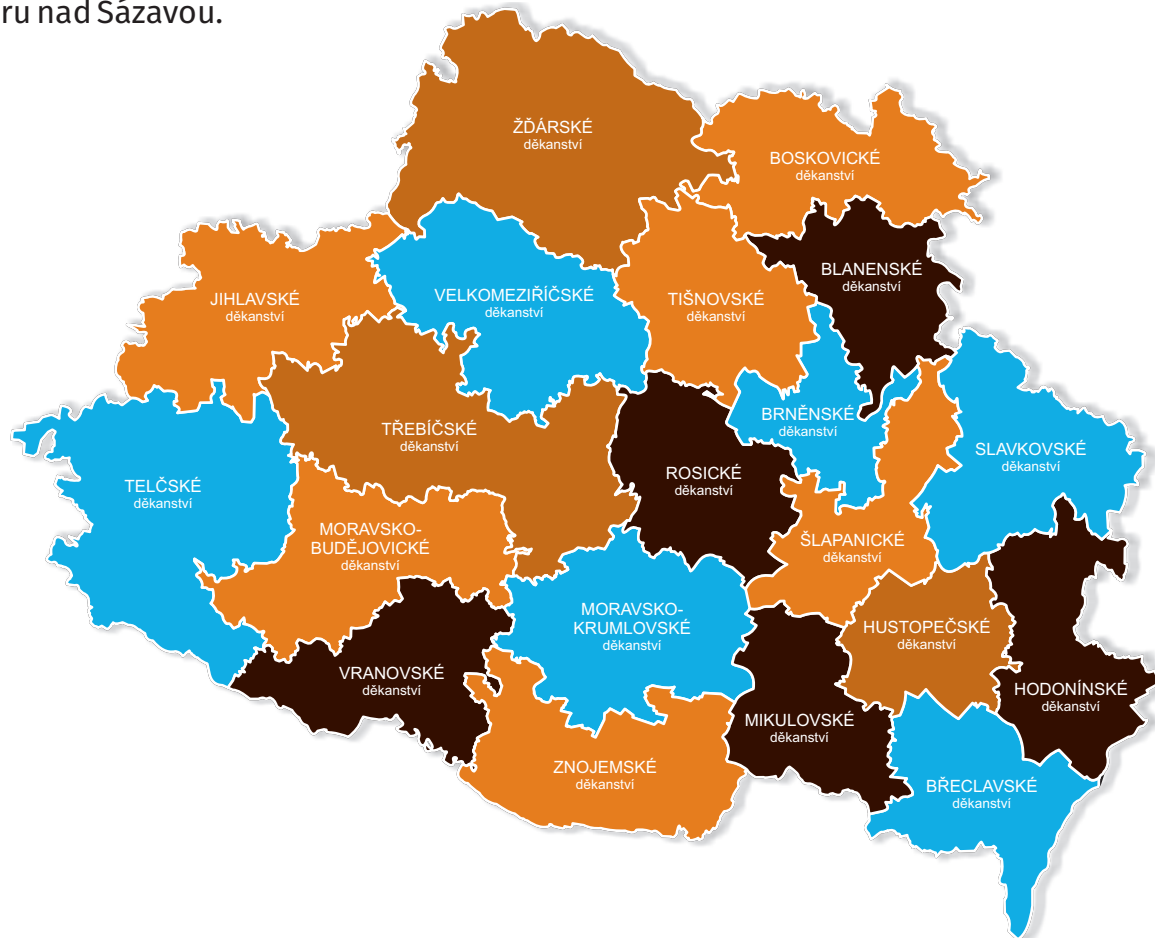 ru nad Sázavou.
ŽĎÁRSKÉ
děkanství
BOSKOVICKÉ
děkanství
BLANENSKÉ
děkanství
JIHLAVSKÉ
děkanství
VELKOMEZIŘÍČSKÉ
děkanství
TIŠNOVSKÉ
děkanství
BRNĚNSKÉ
děkanství
TŘEBÍČSKÉ
děkanství
SLAVKOVSKÉ
děkanství
ROSICKÉ
děkanství
TELČSKÉ
děkanství
MORAVSKO-
BUDĚJOVICKÉ
děkanství
ŠLAPANICKÉ
děkanství
MORAVSKO-
KRUMLOVSKÉ
děkanství
HUSTOPEČSKÉ
děkanství
VRANOVSKÉ
děkanství
HODONÍNSKÉ
děkanství
MIKULOVSKÉ
děkanství
ZNOJEMSKÉ
děkanství
BŘECLAVSKÉ
děkanství